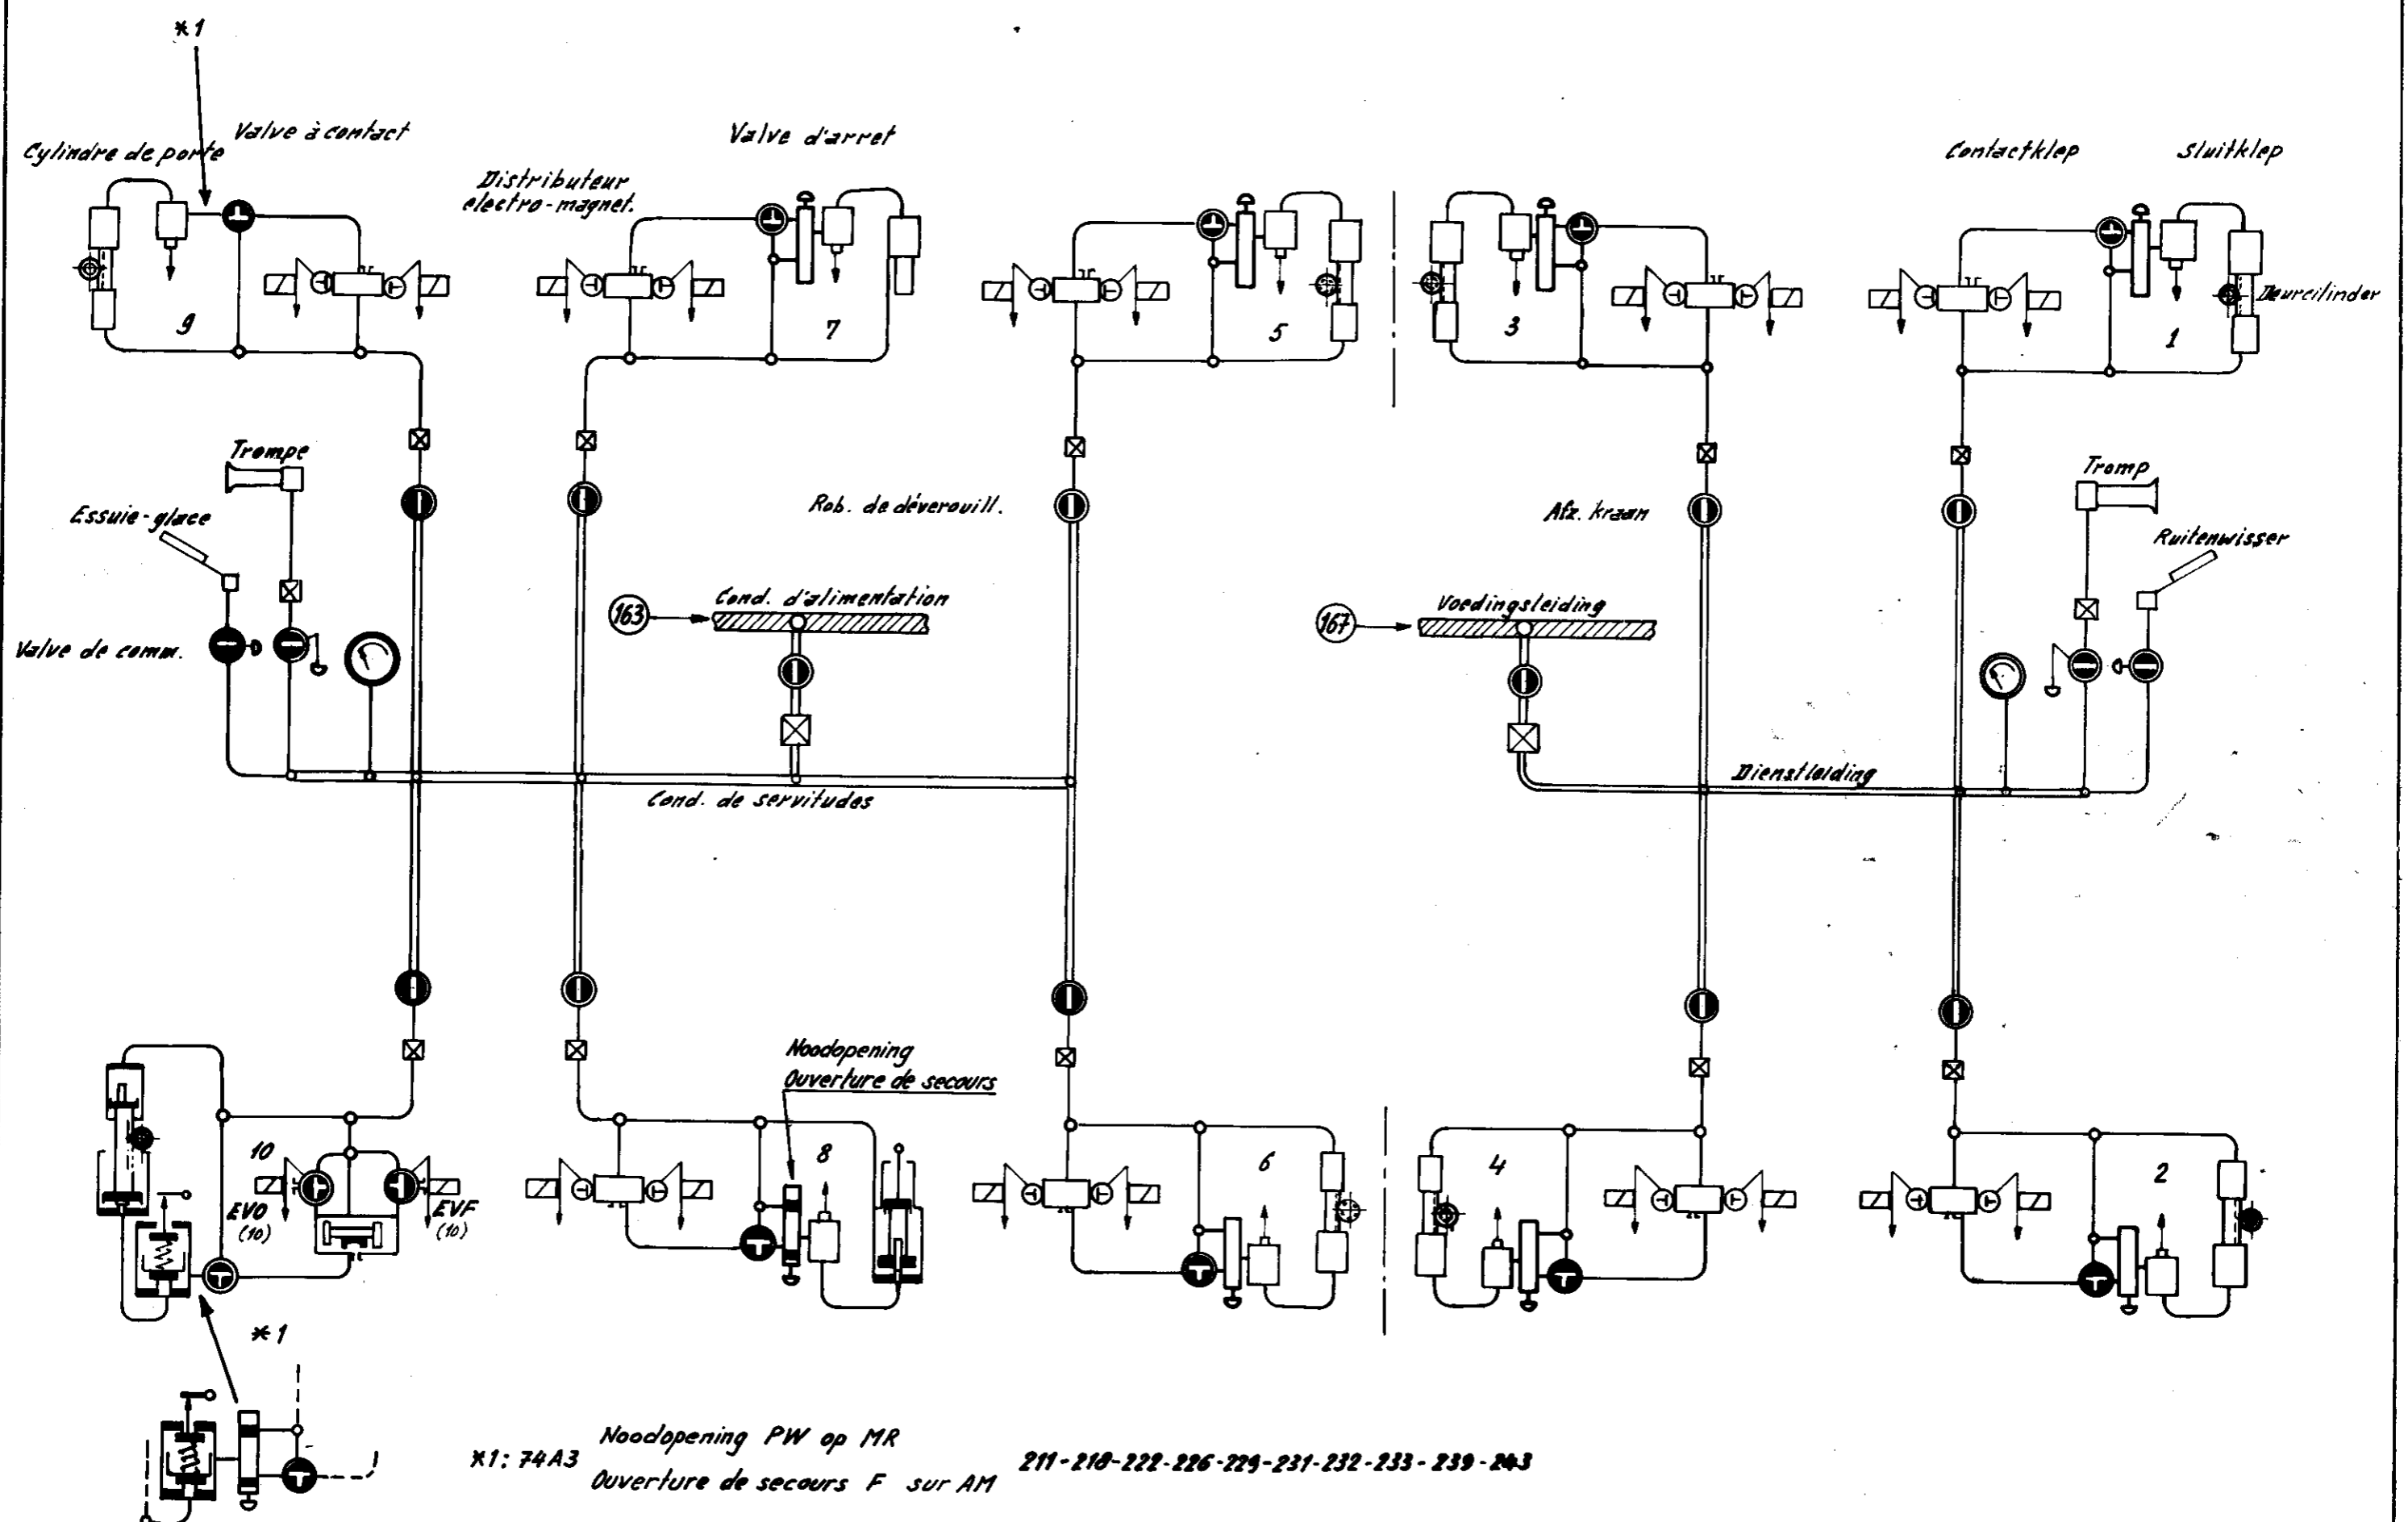 *1
Cylindre de porte
Valve à contact
Distributeur
electro-magnet.
Valve d'arret
Contactklep
Sluitklep
Deurcilinder
9
7
5
3
1
Trompe
Essuie-glace
Valve de comm.
Rob. de déverouill.
163
Cond. d'alimentation
Cond. de servitudes
Afz. kraan
167
Voedingsleiding
Dienstleiding
Tromp
Ruitenwisser
10
EVO
(10)
EVF
(10)
Noodopening
Ouverture de secours
8
6
4
2
*1
*1: 74A3
Noodopening PW op MR
Ouverture de secours F sur AM
211-218-222-226-229-231-232-233-239-243